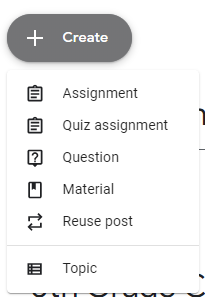 Create
Assignment
Quiz assignment
Question
Material
Reuse post
Topic